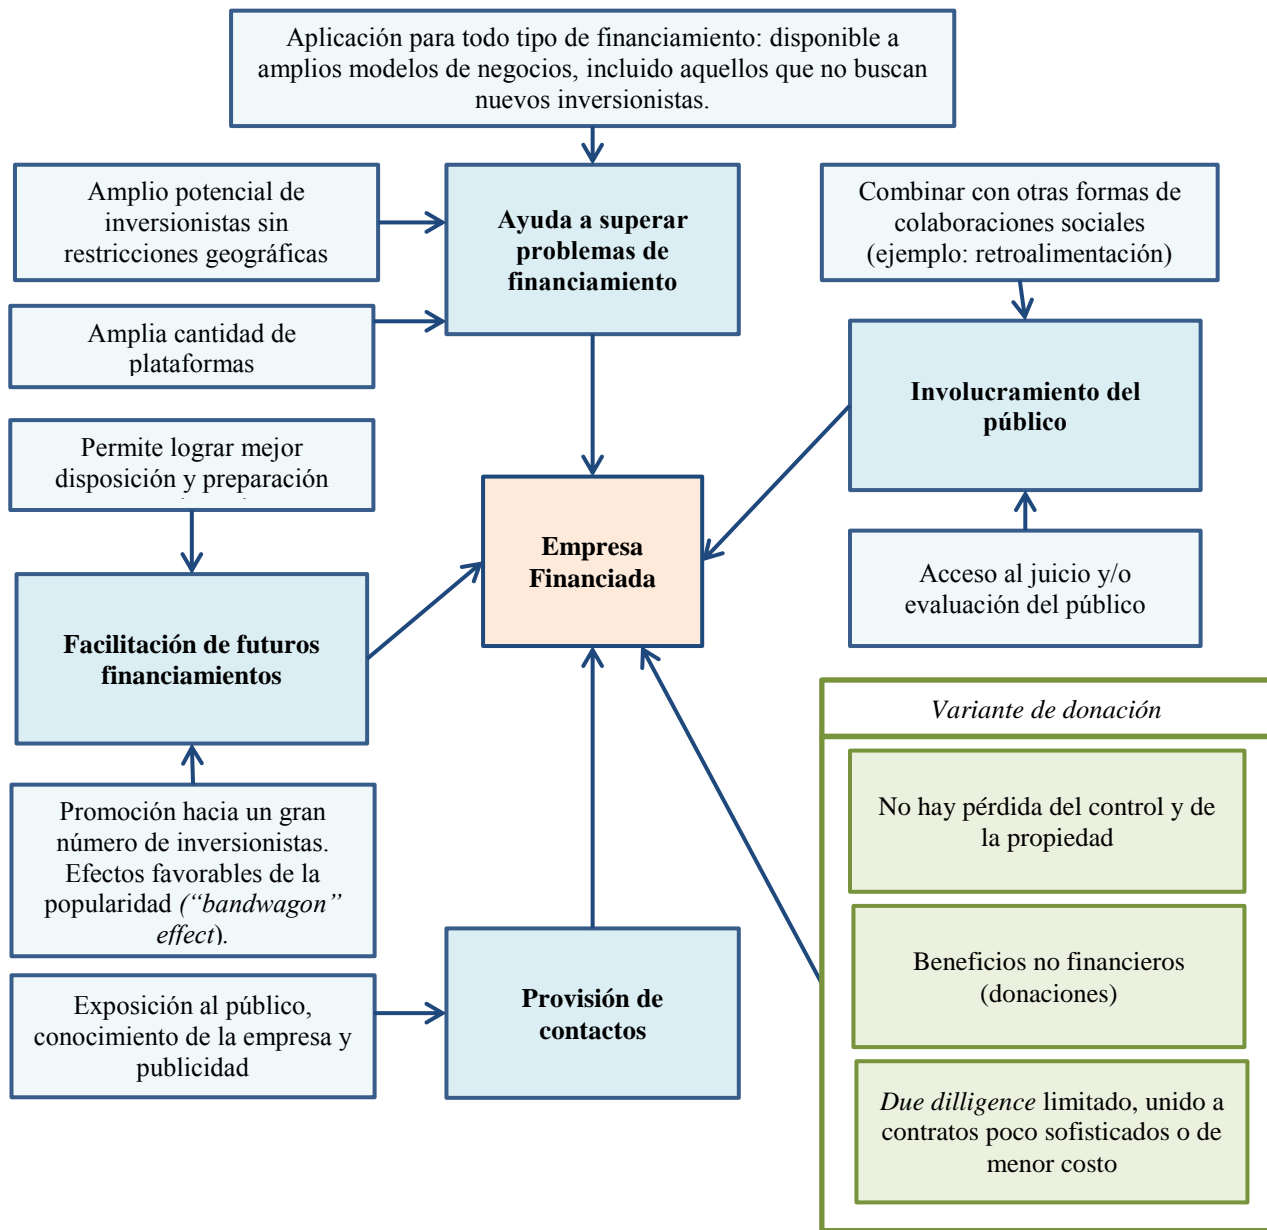 Aplicación para todo tipo de financiamiento: disponible a
amplios modelos de negocios, incluido aquellos que no buscan
nuevos inversionistas.
Amplio potencial de
inversionistas sin
restricciones geográficas
Ayuda a superar
problemas de
financiamiento
Combinar con otras formas de
colaboraciones sociales
(ejemplo: retroalimentación)
Amplia cantidad de
plataformas
Involucramiento del
público
Permite lograr mejor
disposición y preparación
Empresa
Financiada
Acceso al juicio y/o
evaluación del público
Facilitación de futuros
financiamientos
Variante de donación
No hay pérdida del control y de
la propiedad
Promoción hacia un gran
número de inversionistas.
Efectos favorables de la
popularidad (“bandwagon”
effect).
Beneficios no financieros
(donaciones)
Exposición al público,
conocimiento de la empresa y
publicidad
Provisión de
contactos
Due dilligence limitado, unido a
contratos poco sofisticados o de
menor costo